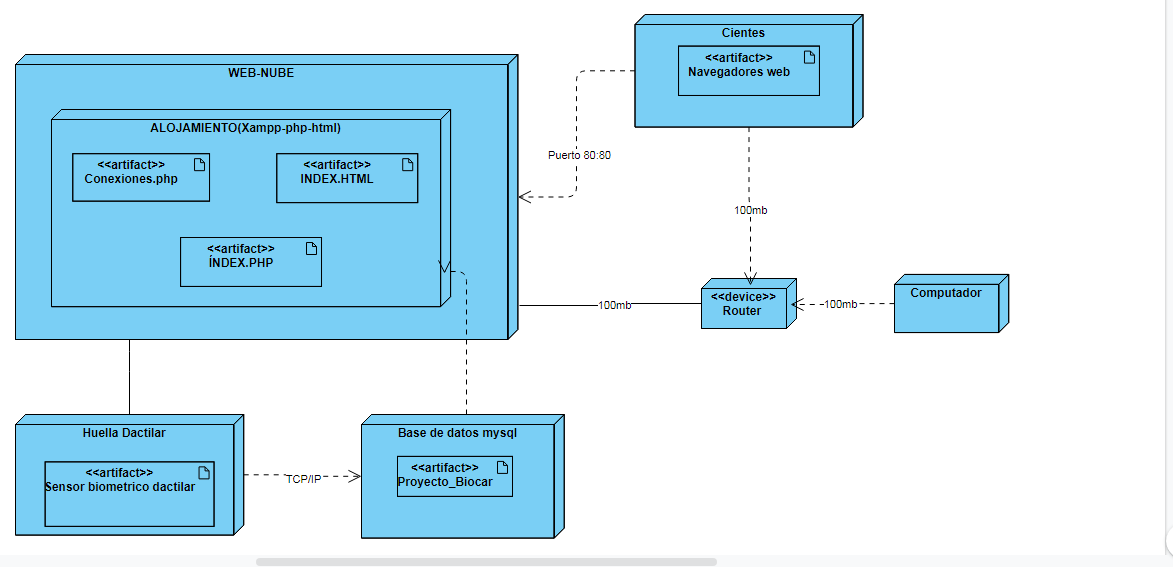 Cientes
<<artifact>>
Navegadores web
WEB-NUBE
ALOJAMIENTO(Xampp-php-html)
<<artifact>>
Conexiones.php
<<artifact>>
INDEX.HTML
<<artifact>>
ÍNDEX.PHP
Puerto 80:80
100mb
100mb
<<device>>
Router
100mb
Computador
Huella Dactilar
<<artifact>>
Sensor biometrico dactilar
TCP/IP
Base de datos mysql
<<artifact>>
Proyecto_Biocar